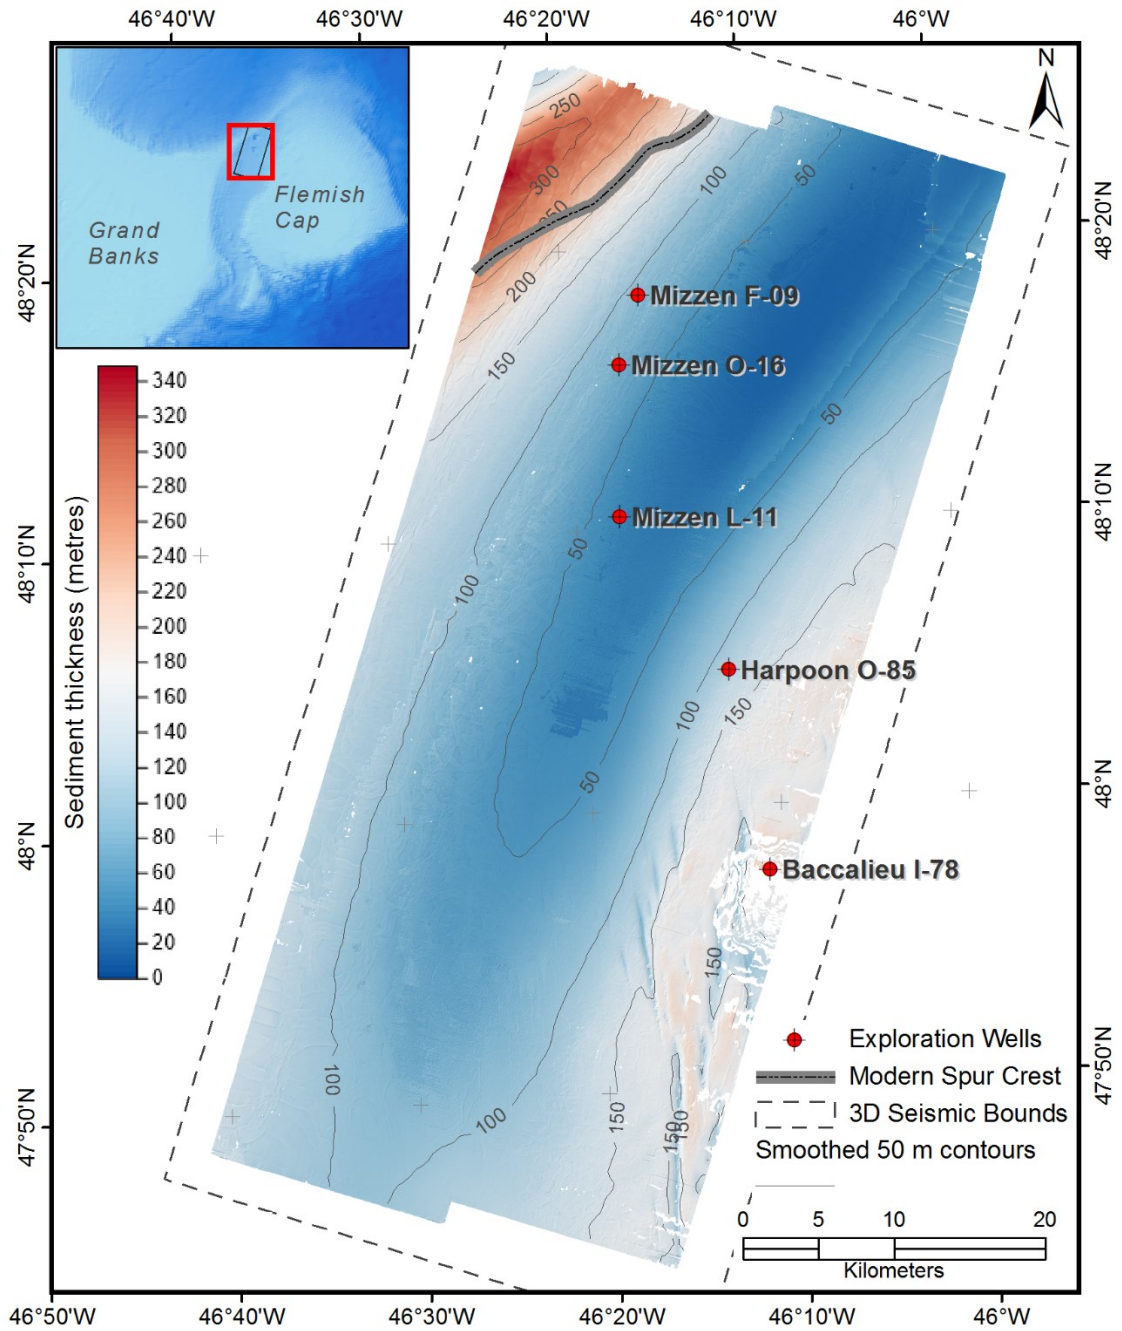 46°40'W 46°30'W 46°20'W 46°10'W 46°W
N
Grand
Banks
Flemish
Cap
250
300
250
200
150
100
50
48°20'N
48°20'N
Mizzen F-09
Mizzen O-16
50
Sediment thickness (metres)
340
320
300
280
260
240
220
200
180
160
140
120
100
80
60
40
20
0
48°10'N
48°10'N
Mizzen L-11
50
100
Harpoon O-85
100
150
50
48°N
48°N
Baccalieu I-78
150
100
100
150
150
150
47°50'N
47°50'N
Exploration Wells
Modern Spur Crest
3D Seismic Bounds
Smoothed 50 m contours
0 5 10 20
Kilometers
46°50'W 46°40'W 46°30'W 46°20'W 46°10'W 46°W